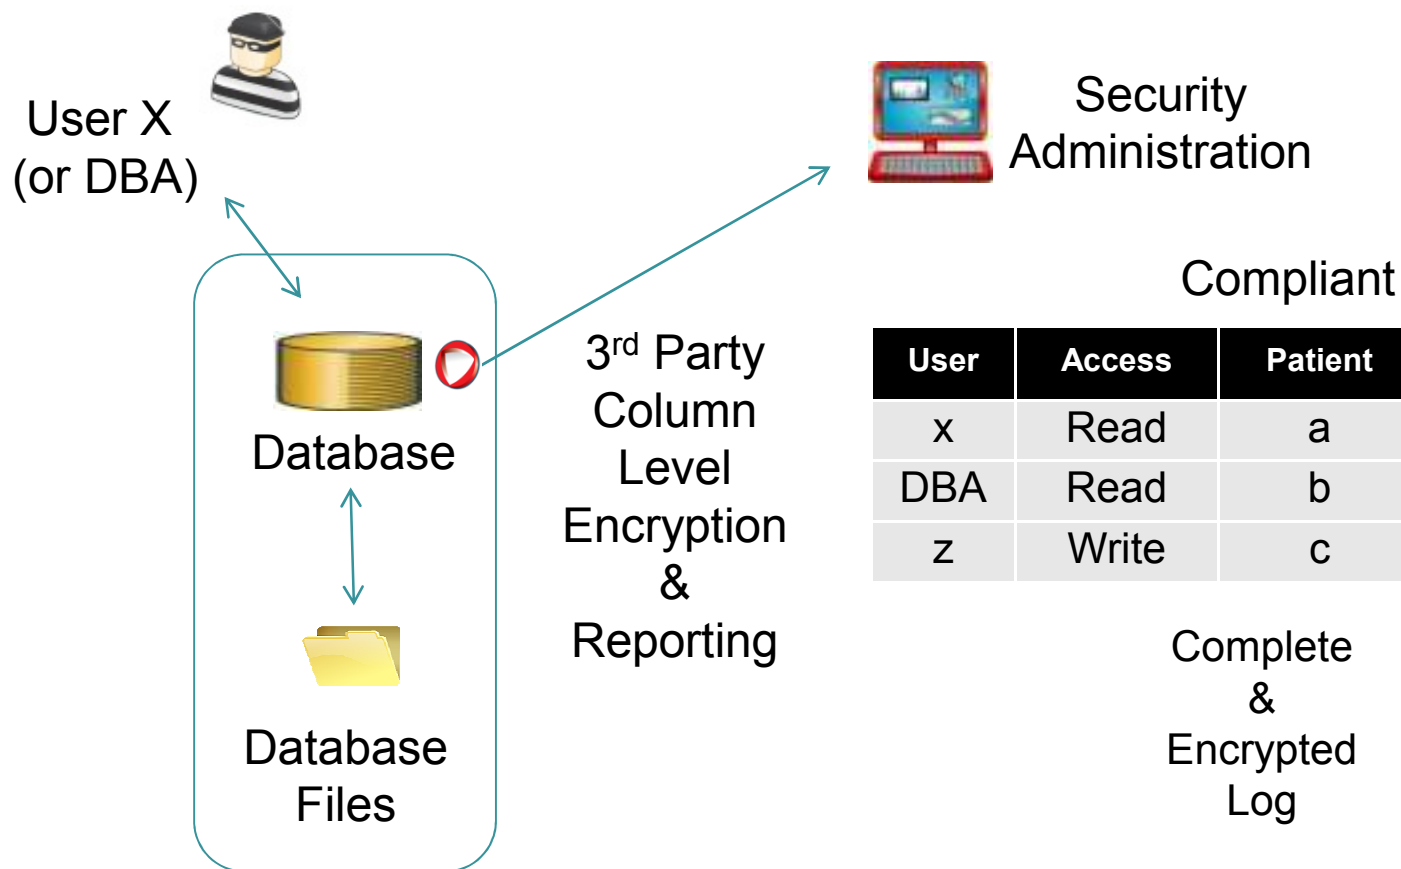 User X
(or DBA)
Security
Administration
Compliant
3rd Party
Column
Level
Encryption
&
Reporting
Database
Database
Files
User Access Patient
x Read a
DBA Read b
z Write c
Complete
&
Encrypted
Log